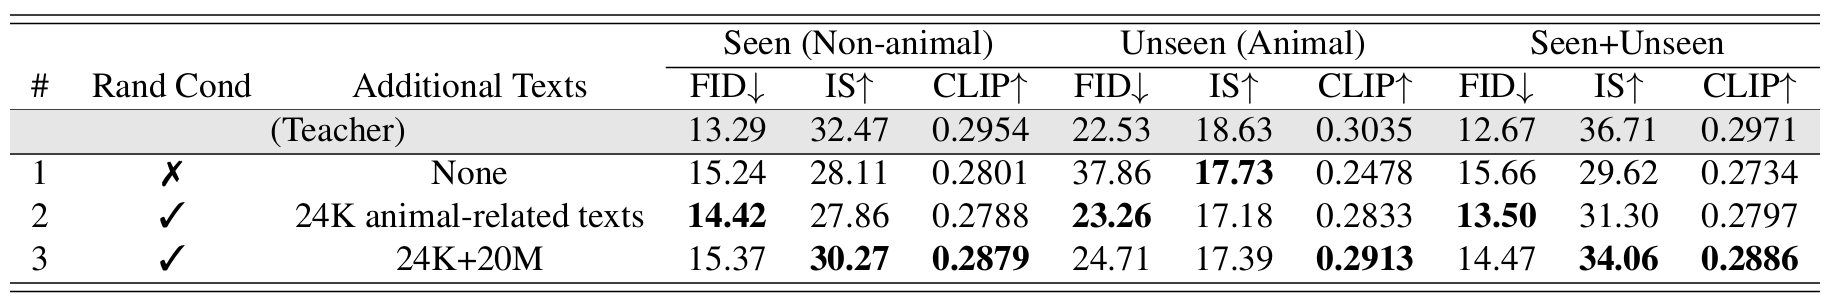 Seen (Non-animal) Unseen (Animal) Seen+Unseen
# Rand Cond Additional Texts FID↓ IS↑ CLIP↑ FID↓ IS↑ CLIP↑ FID↓ IS↑ CLIP↑
(Teacher) 13.29 32.47 0.2954 22.53 18.63 0.3035 12.67 36.71 0.2971
1 ✗ None 15.24 28.11 0.2801 37.86 17.73 0.2478 15.66 29.62 0.2734
2 ✓ 24K animal-related texts 14.42 27.86 0.2788 23.26 17.18 0.2833 13.50 31.30 0.2797
3 ✓ 24K+20M 15.37 30.27 0.2879 24.71 17.39 0.2913 14.47 34.06 0.2886